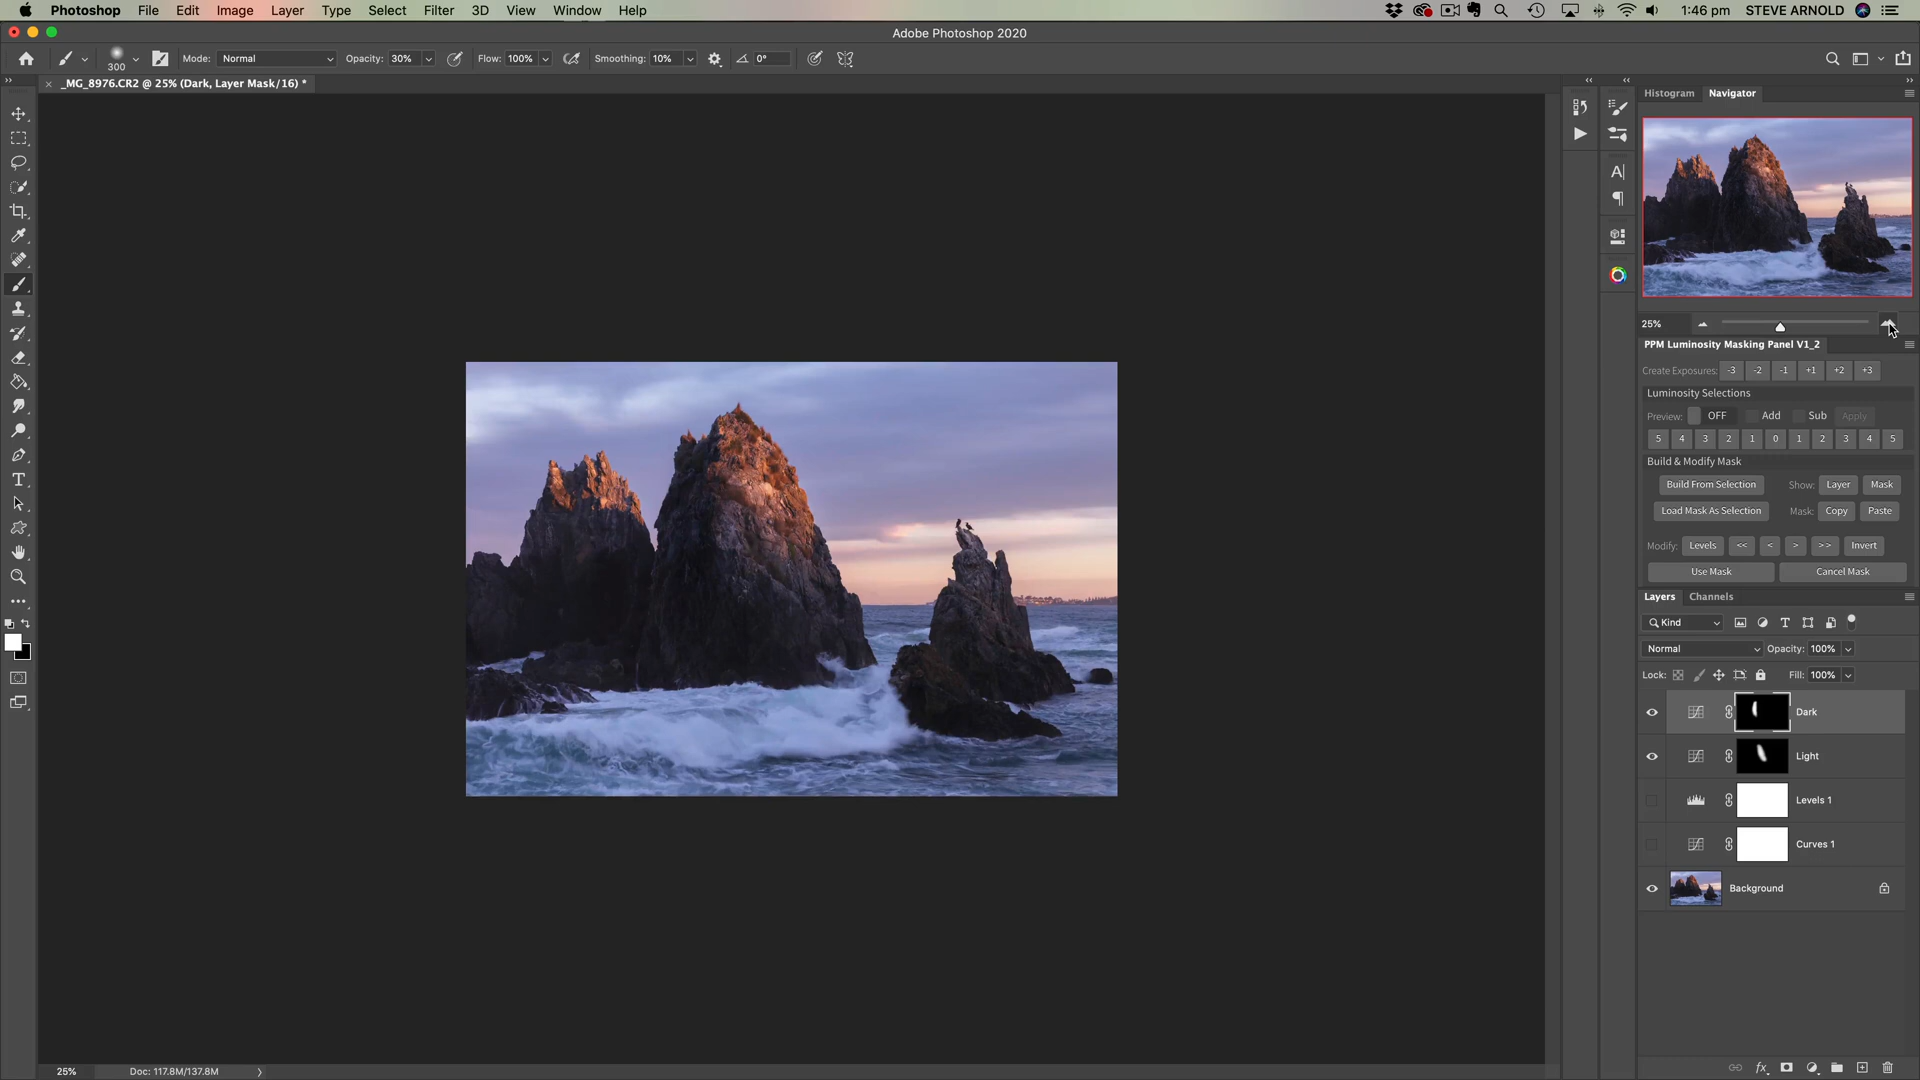 Photoshop File Edit Image Layer Type Select Filter 3D View Window Help 1:46 pm STEVE ARNOLD
Adobe Photoshop 2020
300 Mode: Normal Opacity: 30% Flow: 100% Smoothing: 10% 0°
_MG_8976.CR2 @ 25% (Dark, Layer Mask/16) *
Histogram Navigator
25%
PPM Luminosity Masking Panel V1_2
Create Exposures: -3 -2 -1 +1 +2 +3
Luminosity Selections
Preview: OFF Add Sub Apply
5 4 3 2 1 0 1 2 3 4 5
Build & Modify Mask
Build From Selection Show: Layer Mask
Load Mask As Selection Mask: Copy Paste
Modify: Levels << < > >> Invert
Use Mask Cancel Mask
Layers Channels
Kind
Normal Opacity: 100%
Lock: Fill: 100%
Dark
Light
Levels 1
Curves 1
Background
25% Doc: 117.8M/137.8M